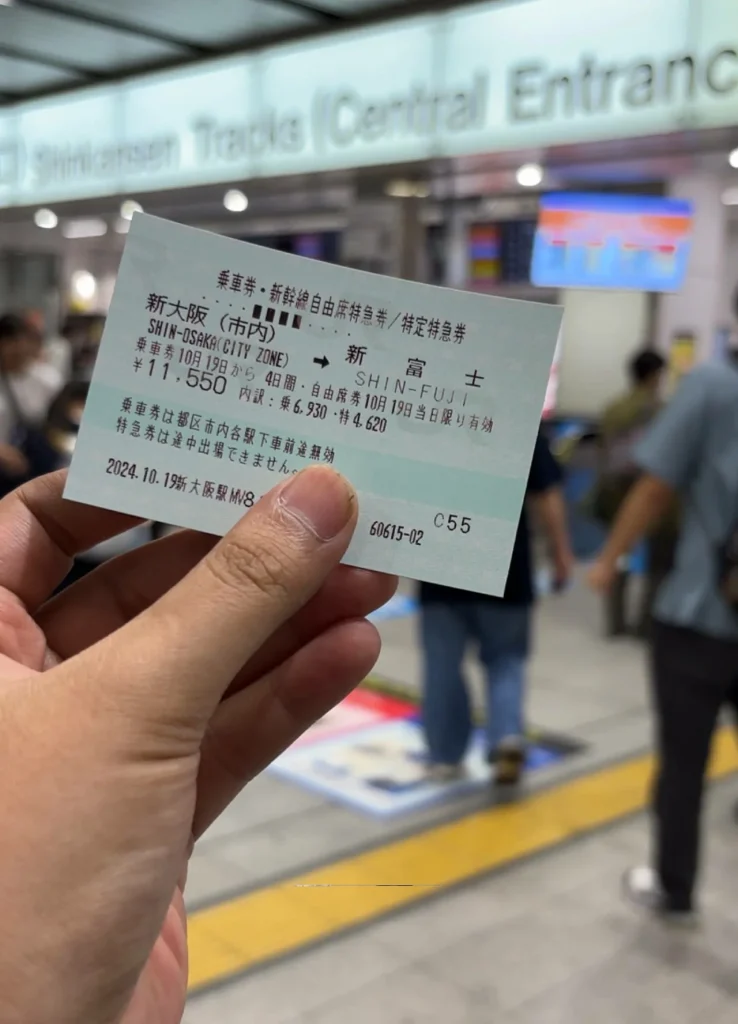 Shinkansen Tracks (Central Entranc
乗車券・新幹線自由席特急券/特定特急券
新大阪（市内） ➡ 新富士
SHIN-OSAKA(CITY ZONE) SHIN-FUJI
乗車券10月19日から 4日間・自由席券10月19日当日限り有効
¥11,550 内訳：乗6,930・特4,620
乗車券は都区市内各駅下車前途無効
特急券は途中出場できません。
2024.10.19新大阪駅MV8 60615-02 C55